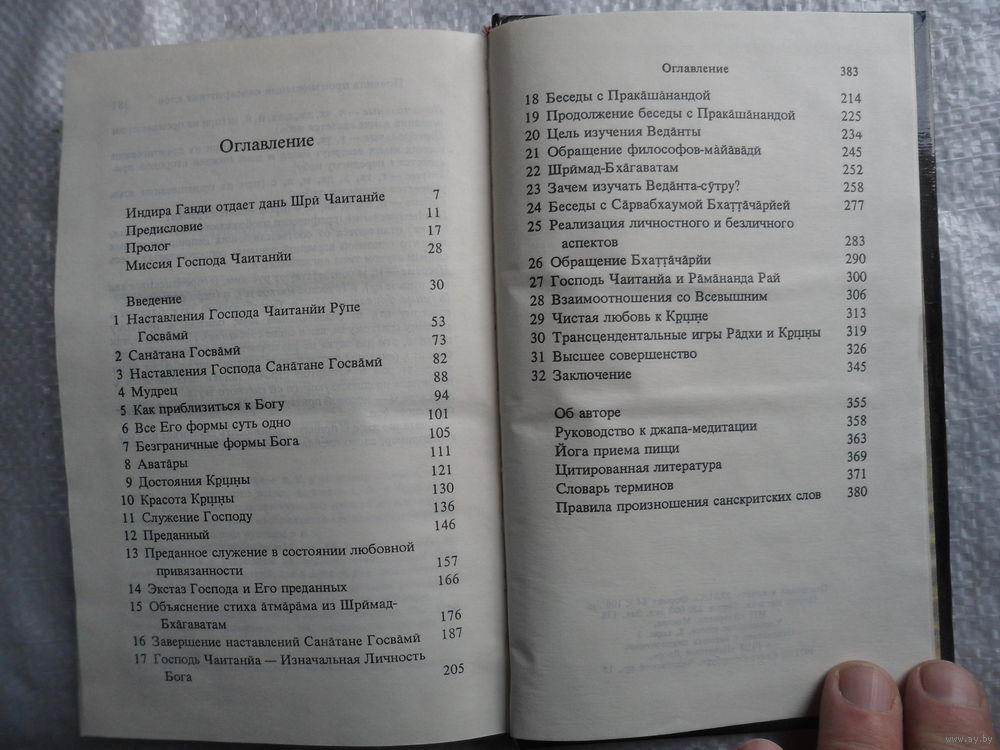 Оглавление
Индира Ганди отдает дань Шрӣ Чаитанйе 7
Предисловие 11
Пролог 17
Миссия Господа Чаитанйи 28
Введение 30
1 Наставления Господа Чаитанйи Рӯпе
Госвāмӣ 53
2 Санāтана Госвāмӣ 73
3 Наставления Господа Санāтане Госвāмӣ 82
4 Мудрец 88
5 Как приблизиться к Богу 94
6 Все Его формы суть одно 101
7 Безграничные формы Бога 105
8 Аватāры 111
9 Достояния Кр̣шн̣ы 121
10 Красота Кр̣шн̣ы 130
11 Служение Господу 136
12 Преданный 146
13 Преданное служение в состоянии любовной
привязанности 157
14 Экстаз Господа и Его преданных 166
15 Объяснение стиха āтмāрāма из Шрӣмад-
Бхāгаватам 176
16 Завершение наставлений Санāтане Госвāмӣ 187
17 Господь Чаитанйа — Изначальная Личность
Бога 205
Оглавление 383
18 Беседы с Пракāшāнандой 214
19 Продолжение беседы с Пракāшāнандой 225
20 Цель изучения Ведāнты 234
21 Обращение философов-мāйāвāдӣ 245
22 Шрӣмад-Бхāгаватам 252
23 Зачем изучать Ведāнта-сӯтру? 258
24 Беседы с Сāрвабхаумой Бхат̣т̣āчāрйей 277
25 Реализация личностного и безличного
аспектов 283
26 Обращение Бхат̣т̣āчāрйи 290
27 Господь Чаитанйа и Рāмāнанда Рай 300
28 Взаимоотношения со Всевышним 306
29 Чистая любовь к Кр̣шн̣е 313
30 Трансцендентальные игры Рāдхи и Кр̣шн̣ы 319
31 Высшее совершенство 326
32 Заключение 345
Об авторе 355
Руководство к джапа-медитации 358
Йога приема пищи 363
Цитированная литература 369
Словарь терминов 371
Правила произношения санскритских слов 380
www.ay.by